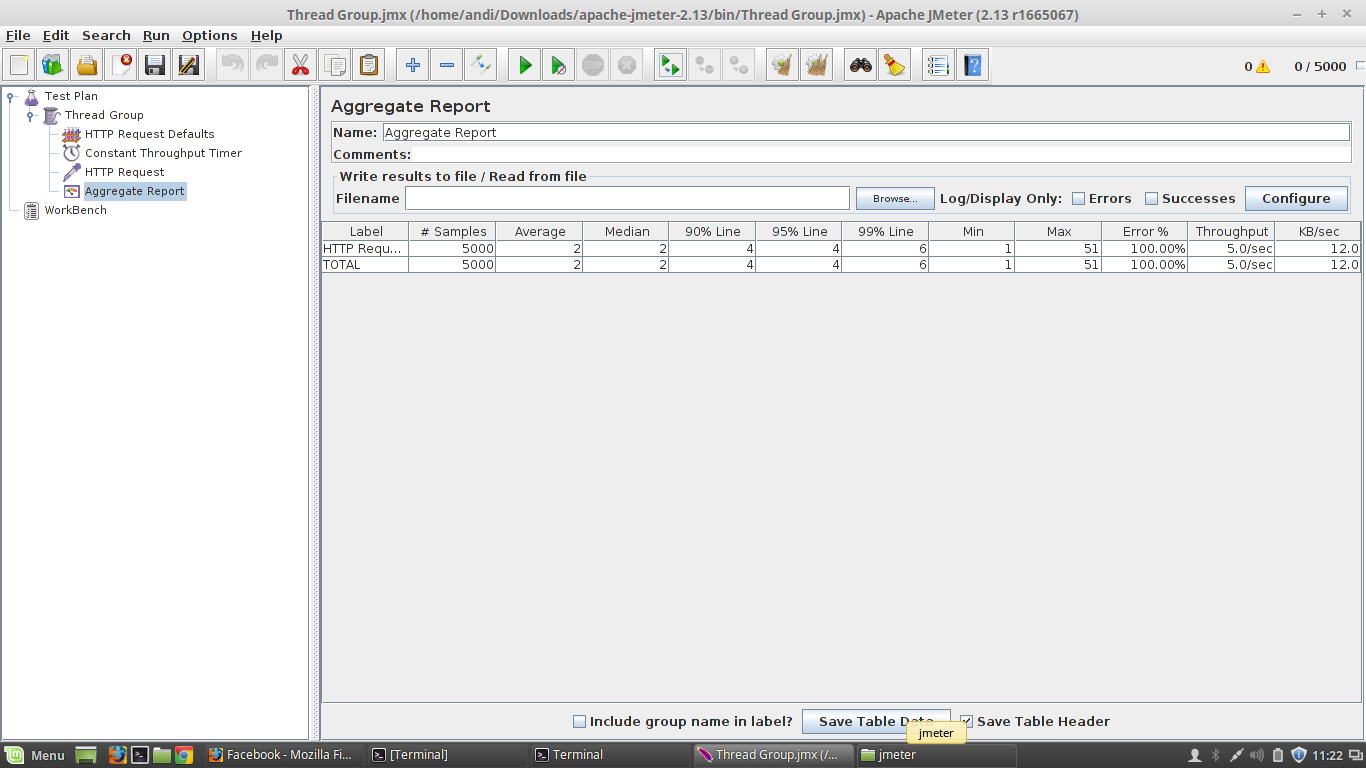 Thread Group.jmx (/home/andi/Downloads/apache-jmeter-2.13/bin/Thread Group.jmx) - Apache JMeter (2.13 r1665067)
File Edit Search Run Options Help
0 0 / 5000
Test Plan
Thread Group
HTTP Request Defaults
Constant Throughput Timer
HTTP Request
Aggregate Report
WorkBench
Aggregate Report
Name: Aggregate Report
Comments:
Write results to file / Read from file
Filename Browse... Log/Display Only: Errors Successes Configure
Label # Samples Average Median 90% Line 95% Line 99% Line Min Max Error % Throughput KB/sec
HTTP Requ... 5000 2 2 4 4 6 1 51 100.00% 5.0/sec 12.0
TOTAL 5000 2 2 4 4 6 1 51 100.00% 5.0/sec 12.0
Include group name in label? Save Table Data Save Table Header
jmeter
Menu Facebook - Mozilla Fi... [Terminal] Terminal Thread Group.jmx (/... jmeter 11:22